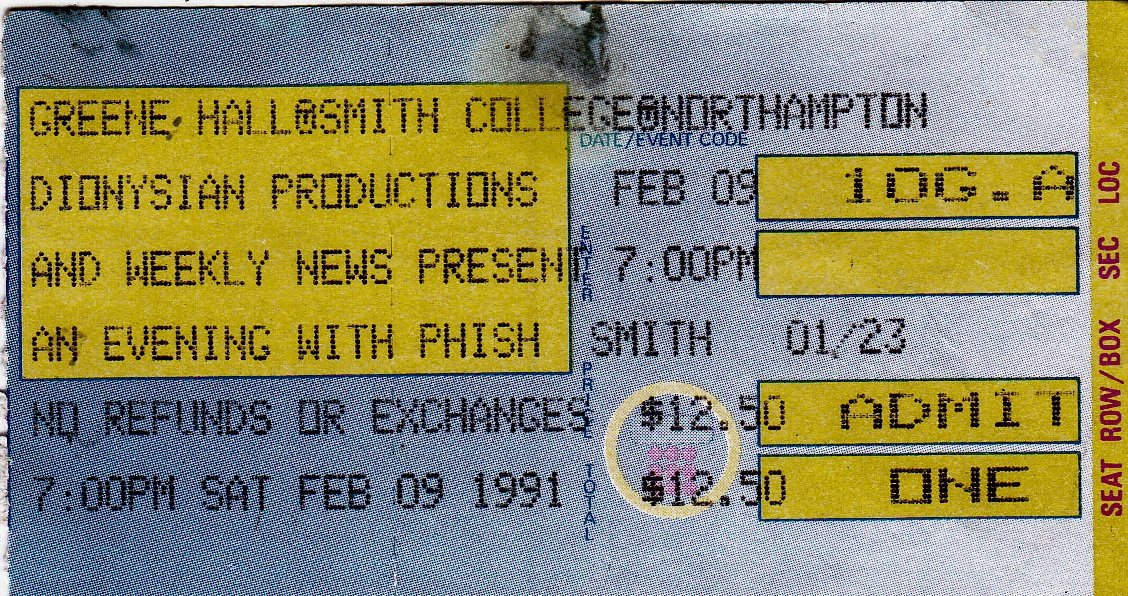 GREENE HALL@SMITH COLLEGE@NORTHAMPTON
DATE/EVENT CODE
DIONYSIAN PRODUCTIONS FEB 09 10G.A
AND WEEKLY NEWS PRESENT 7:00PM
AN EVENING WITH PHISH SMITH 01/23
NO REFUNDS OR EXCHANGES $12.50 ADMIT
7:00PM SAT FEB 09 1991 $12.50 ONE
ENTER PRICE TOTAL
SEAT ROW/BOX SEC LOC